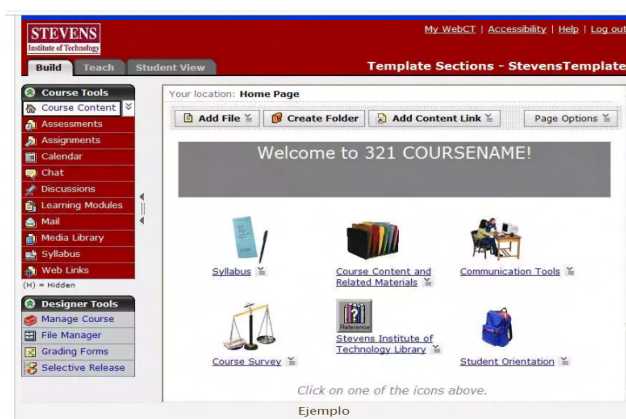 STEVENS
Institute of Technology
My WebCT | Accessibility | Help | Log out
Build Teach Student View
Template Sections - StevensTemplate
Course Tools
Course Content
Assessments
Assignments
Calendar
Chat
Discussions
Learning Modules
Mail
Media Library
Syllabus
Web Links
(H) = Hidden
Designer Tools
Manage Course
File Manager
Grading Forms
Selective Release
Your location: Home Page
Add File Create Folder Add Content Link Page Options
Welcome to 321 COURSENAME!
Syllabus
Course Content and
Related Materials
Communication Tools
Course Survey
Reference
Stevens Institute of
Technology Library
Student Orientation
Click on one of the icons above.
Ejemplo